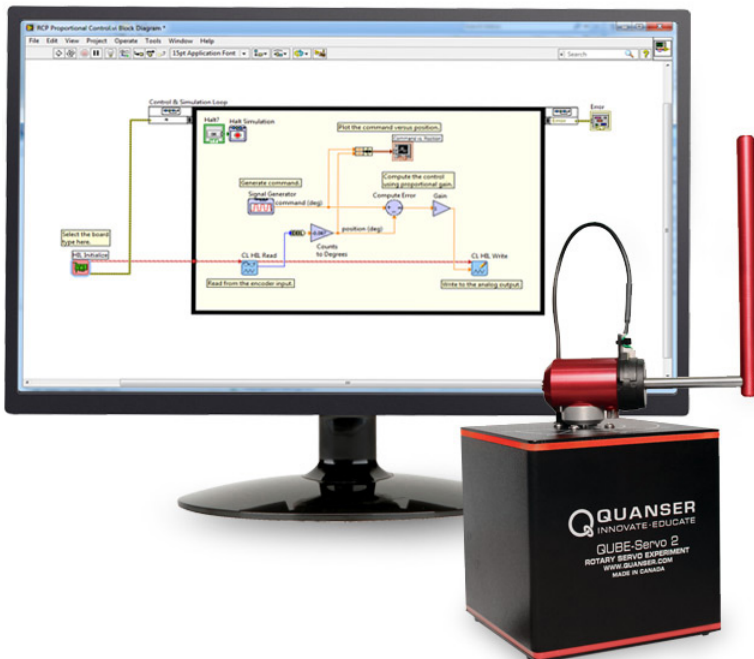 RCP Proportional Control.vi Block Diagram *
File Edit View Project Operate Tools Window Help
15pt Application Font
Search
Control & Simulation Loop
Halt?
Halt Simulation
Error
Error
Plot the command versus position.
Command vs. Position
Generate command.
Compute the control
using proportional gain.
Signal Generator
command (deg)
Compute Error
Gain
Select the board
type here.
position (deg)
HIL Initialize
CL HIL Read
Counts
to Degrees
CL HIL Write
Read from the encoder input.
Write to the analog output.
QUANSER
INNOVATE·EDUCATE
QUBE-Servo 2
ROTARY SERVO EXPERIMENT
WWW.QUANSER.COM
MADE IN CANADA